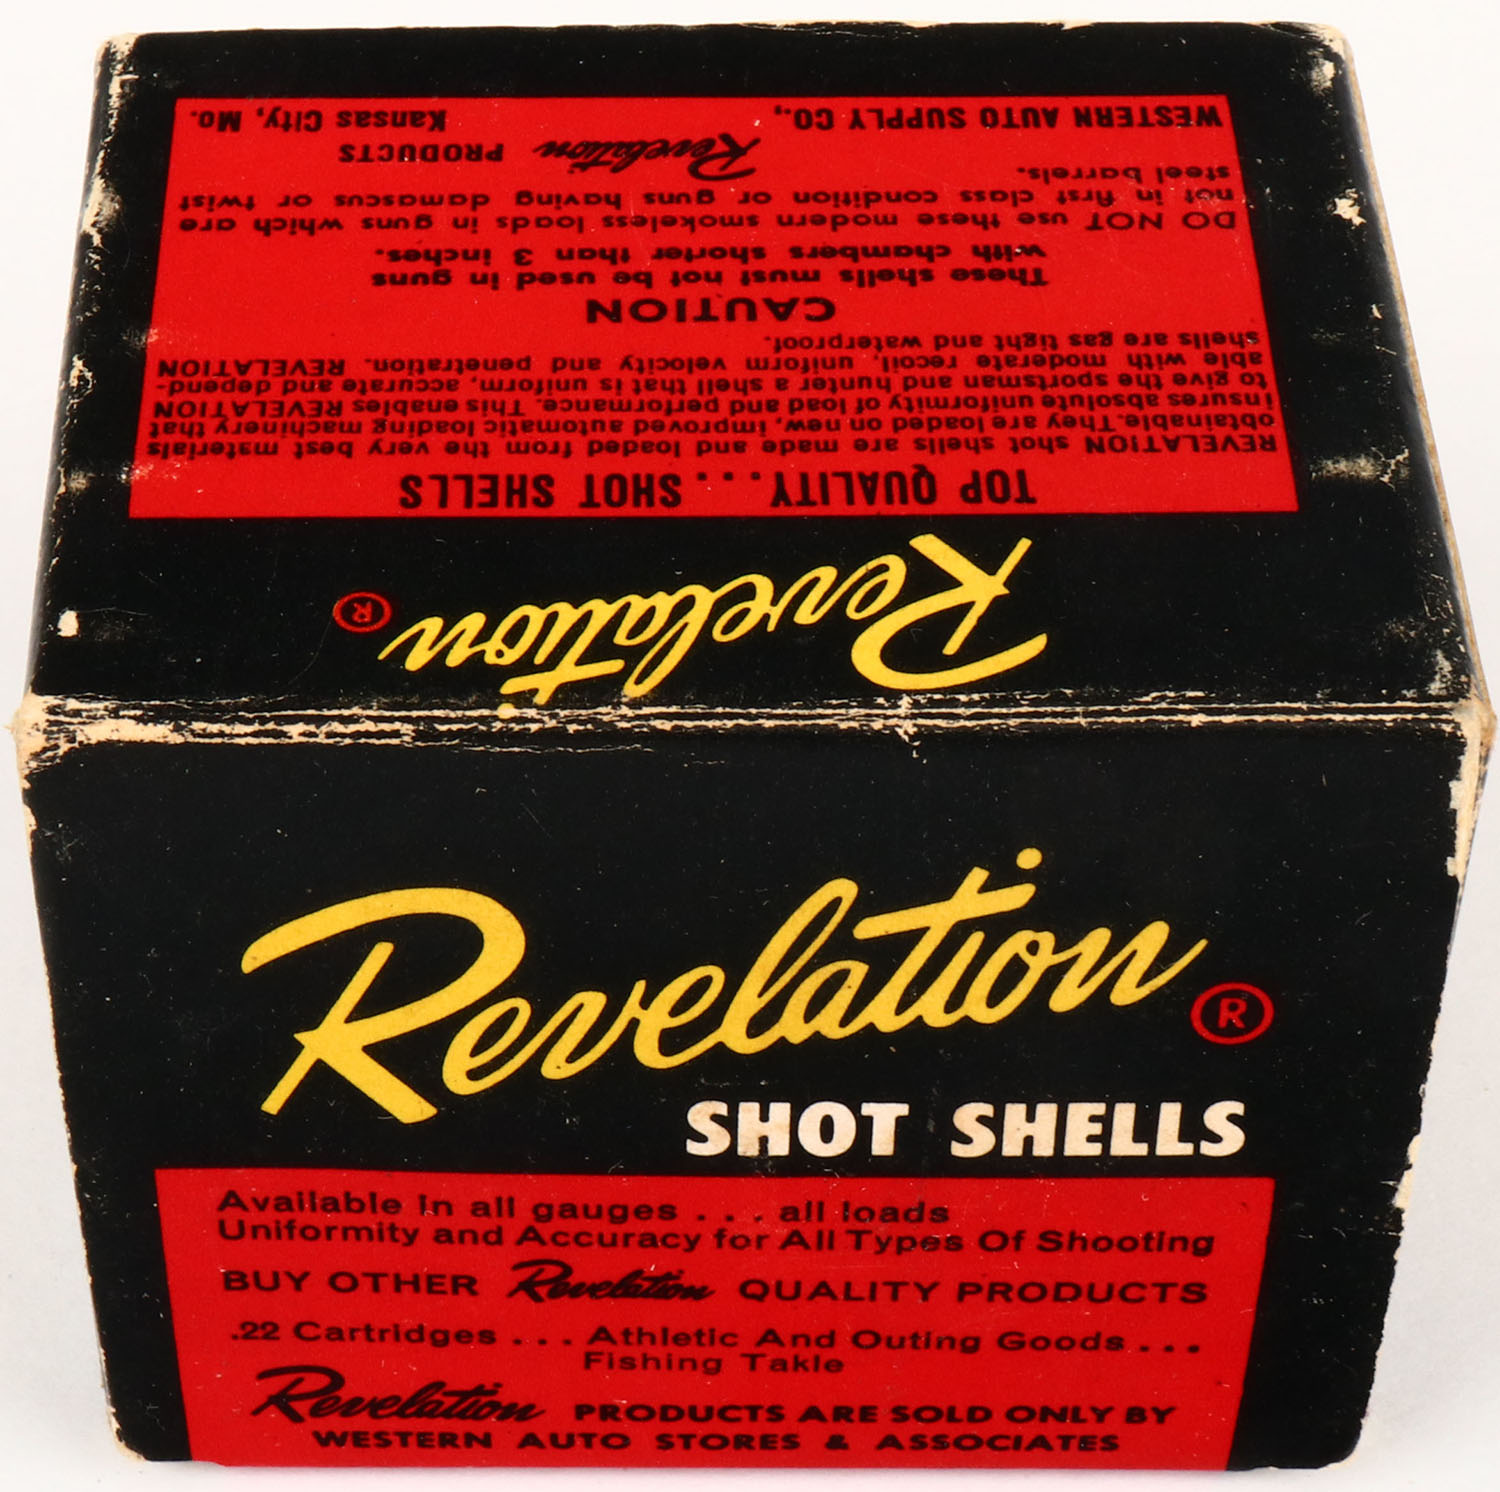 Revelation ®
SHOT SHELLS
Available In all gauges . . . all loads
Uniformity and Accuracy for All Types Of Shooting
BUY OTHER Revelation QUALITY PRODUCTS
.22 Cartridges . . . Athletic And Outing Goods . . .
Fishing Takle
Revelation PRODUCTS ARE SOLD ONLY BY
WESTERN AUTO STORES & ASSOCIATES
Revelation ®
TOP QUALITY . . . SHOT SHELLS
REVELATION shot shells are made and loaded from the very best materials
obtainable. They are loaded on new, improved automatic loading machinery that
insures absolute uniformity of load and performance. This enables REVELATION
to give the sportsman and hunter a shell that is uniform, accurate and depend-
able with moderate recoil, uniform velocity and penetration. REVELATION
shells are gas tight and waterproof.
CAUTION
These shells must not be used in guns
with chambers shorter than 3 inches.
DO NOT use these modern smokeless loads in guns which are
not in first class condition or guns having damascus or twist
steel barrels.
Revelation PRODUCTS
WESTERN AUTO SUPPLY CO., Kansas City, Mo.